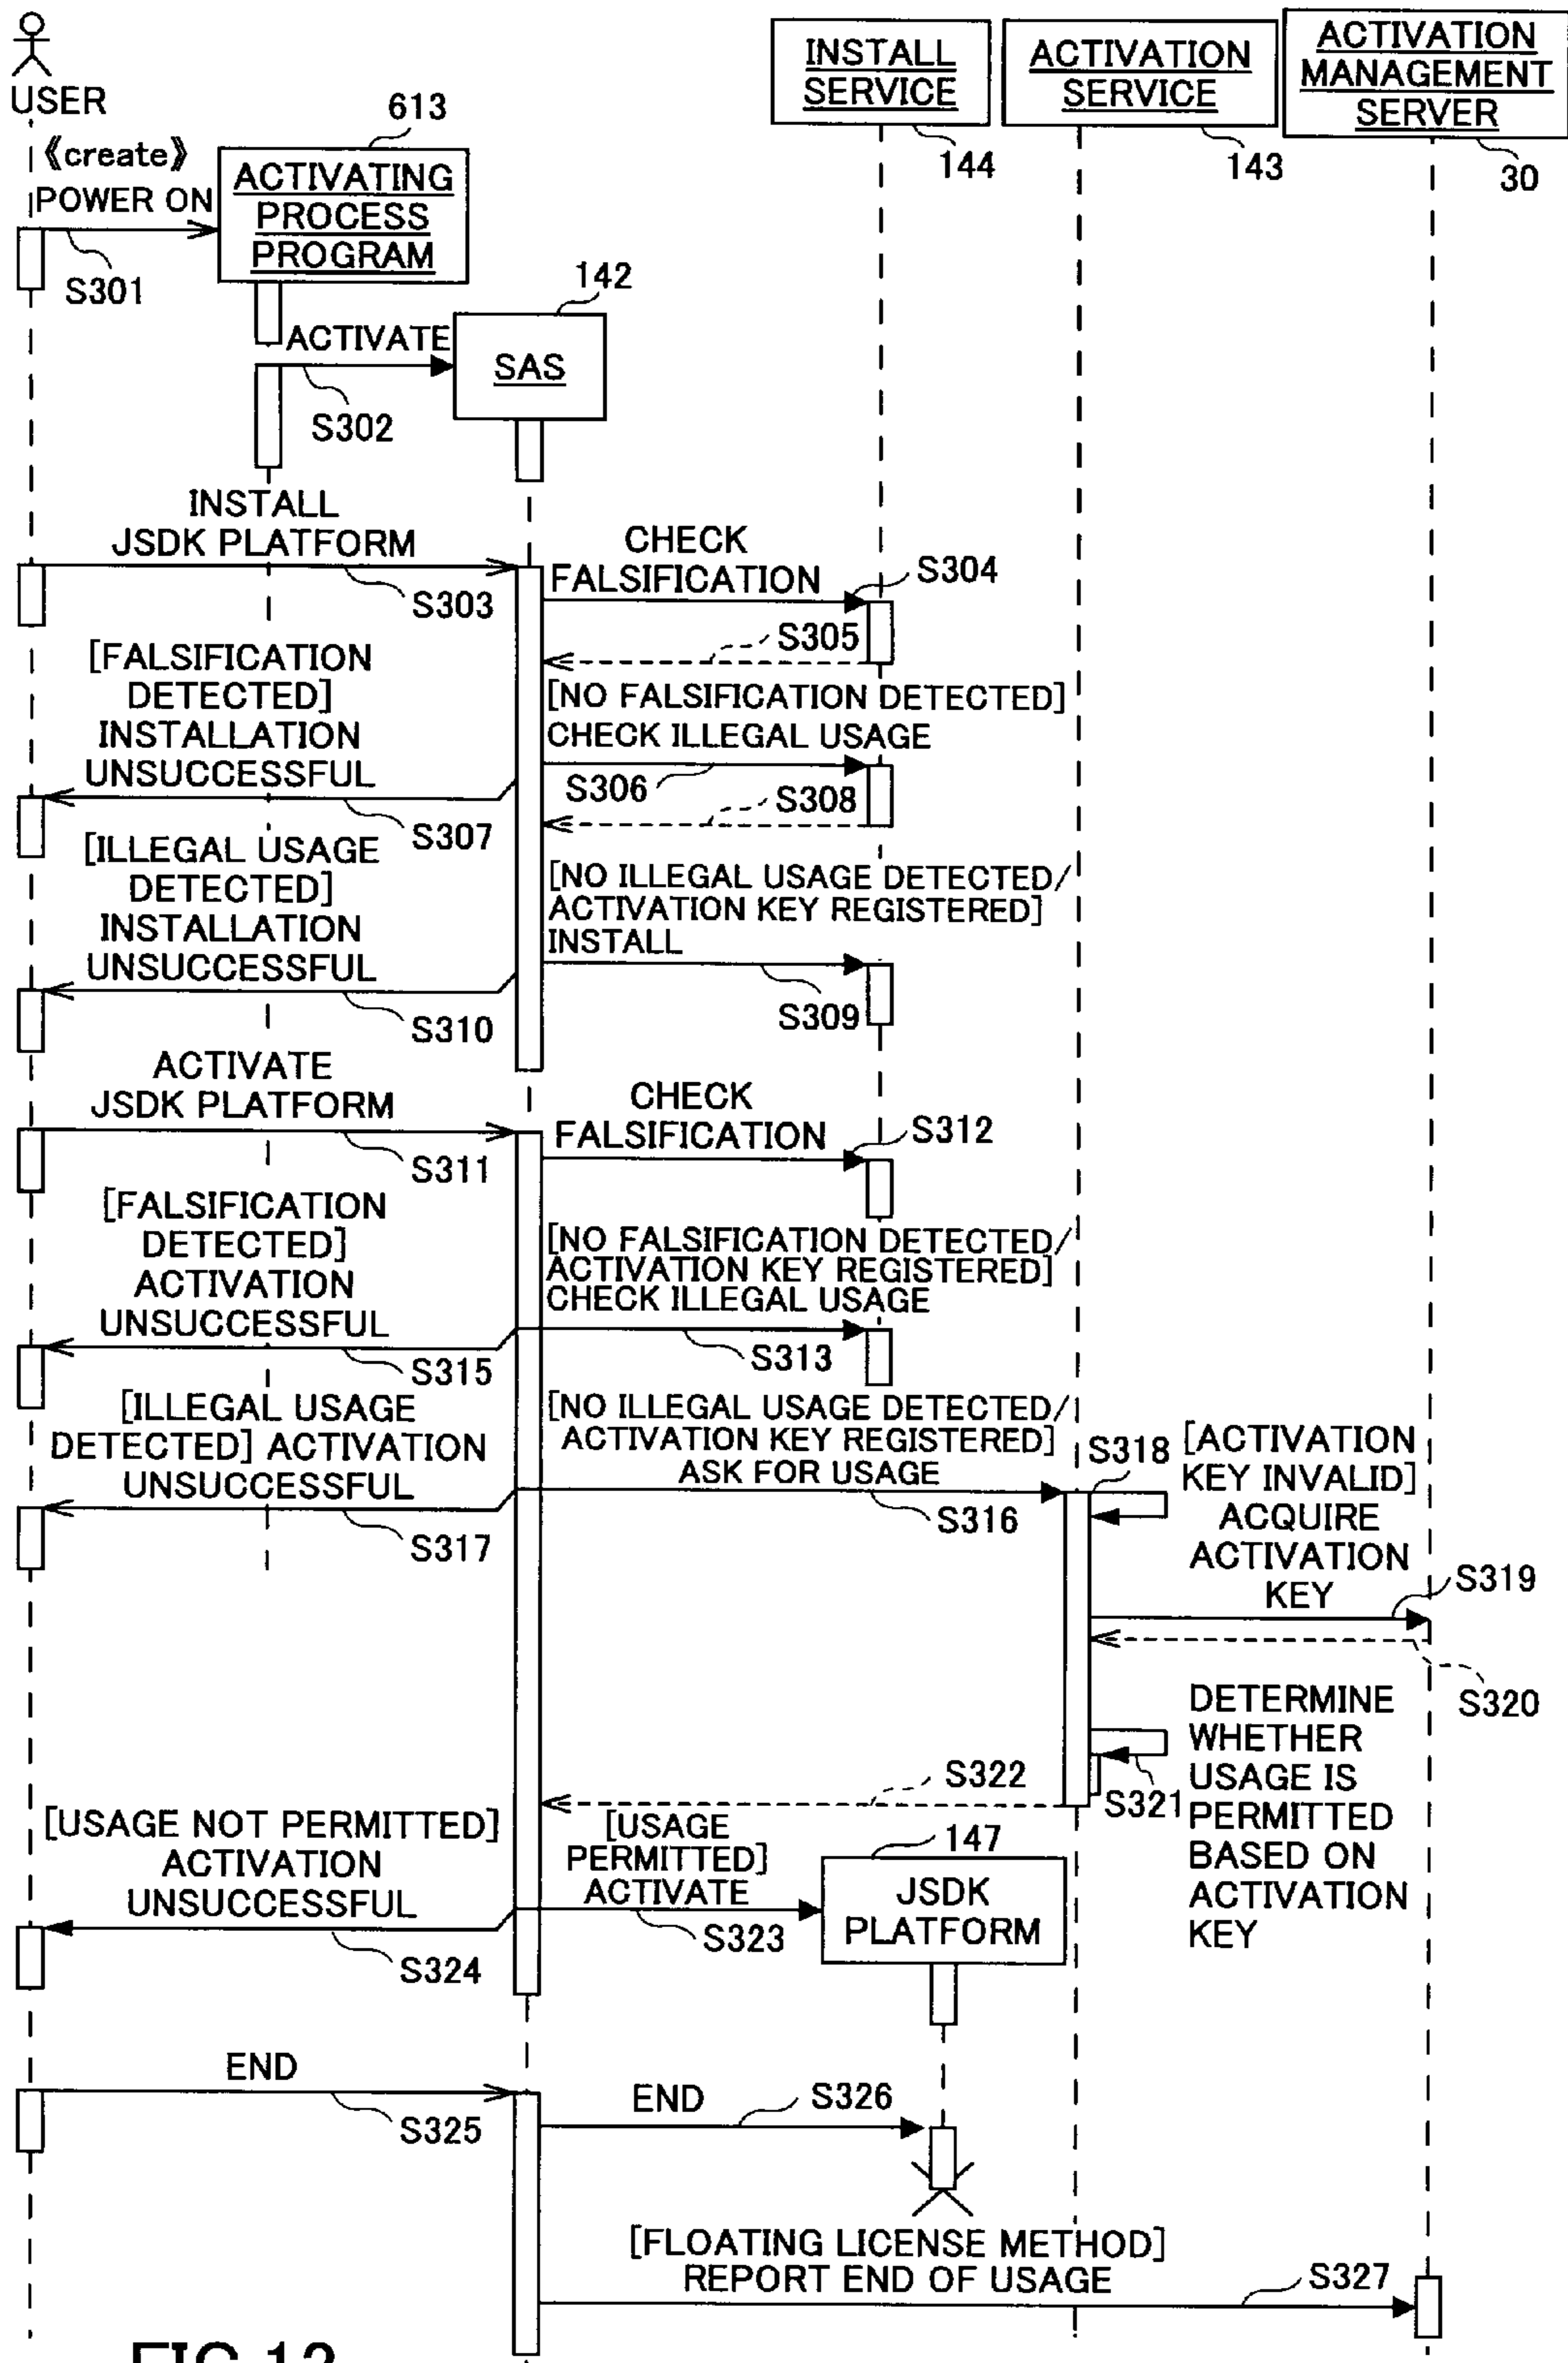 USER
INSTALL
SERVICE
144
ACTIVATION
SERVICE
143
ACTIVATION
MANAGEMENT
SERVER
30
《create》
POWER ON
S301
613
ACTIVATING
PROCESS
PROGRAM
142
ACTIVATE
SAS
S302
INSTALL
JSDK PLATFORM
S303
CHECK
FALSIFICATION
S304
S305
[FALSIFICATION
DETECTED]
INSTALLATION
UNSUCCESSFUL
S307
[NO FALSIFICATION DETECTED]
CHECK ILLEGAL USAGE
S306
S308
[ILLEGAL USAGE
DETECTED]
INSTALLATION
UNSUCCESSFUL
S310
[NO ILLEGAL USAGE DETECTED/
ACTIVATION KEY REGISTERED]
INSTALL
S309
ACTIVATE
JSDK PLATFORM
S311
CHECK
FALSIFICATION
S312
[FALSIFICATION
DETECTED]
ACTIVATION
UNSUCCESSFUL
S315
[NO FALSIFICATION DETECTED/
ACTIVATION KEY REGISTERED]
CHECK ILLEGAL USAGE
S313
[ILLEGAL USAGE
DETECTED] ACTIVATION
UNSUCCESSFUL
S317
[NO ILLEGAL USAGE DETECTED/
ACTIVATION KEY REGISTERED]
ASK FOR USAGE
S316
S318
[ACTIVATION
KEY INVALID]
ACQUIRE
ACTIVATION
KEY
S319
S320
DETERMINE
WHETHER
USAGE IS
PERMITTED
BASED ON
ACTIVATION
KEY
S321
S322
[USAGE NOT PERMITTED]
ACTIVATION
UNSUCCESSFUL
S324
[USAGE
PERMITTED]
ACTIVATE
S323
147
JSDK
PLATFORM
END
S325
END
S326
[FLOATING LICENSE METHOD]
REPORT END OF USAGE
S327